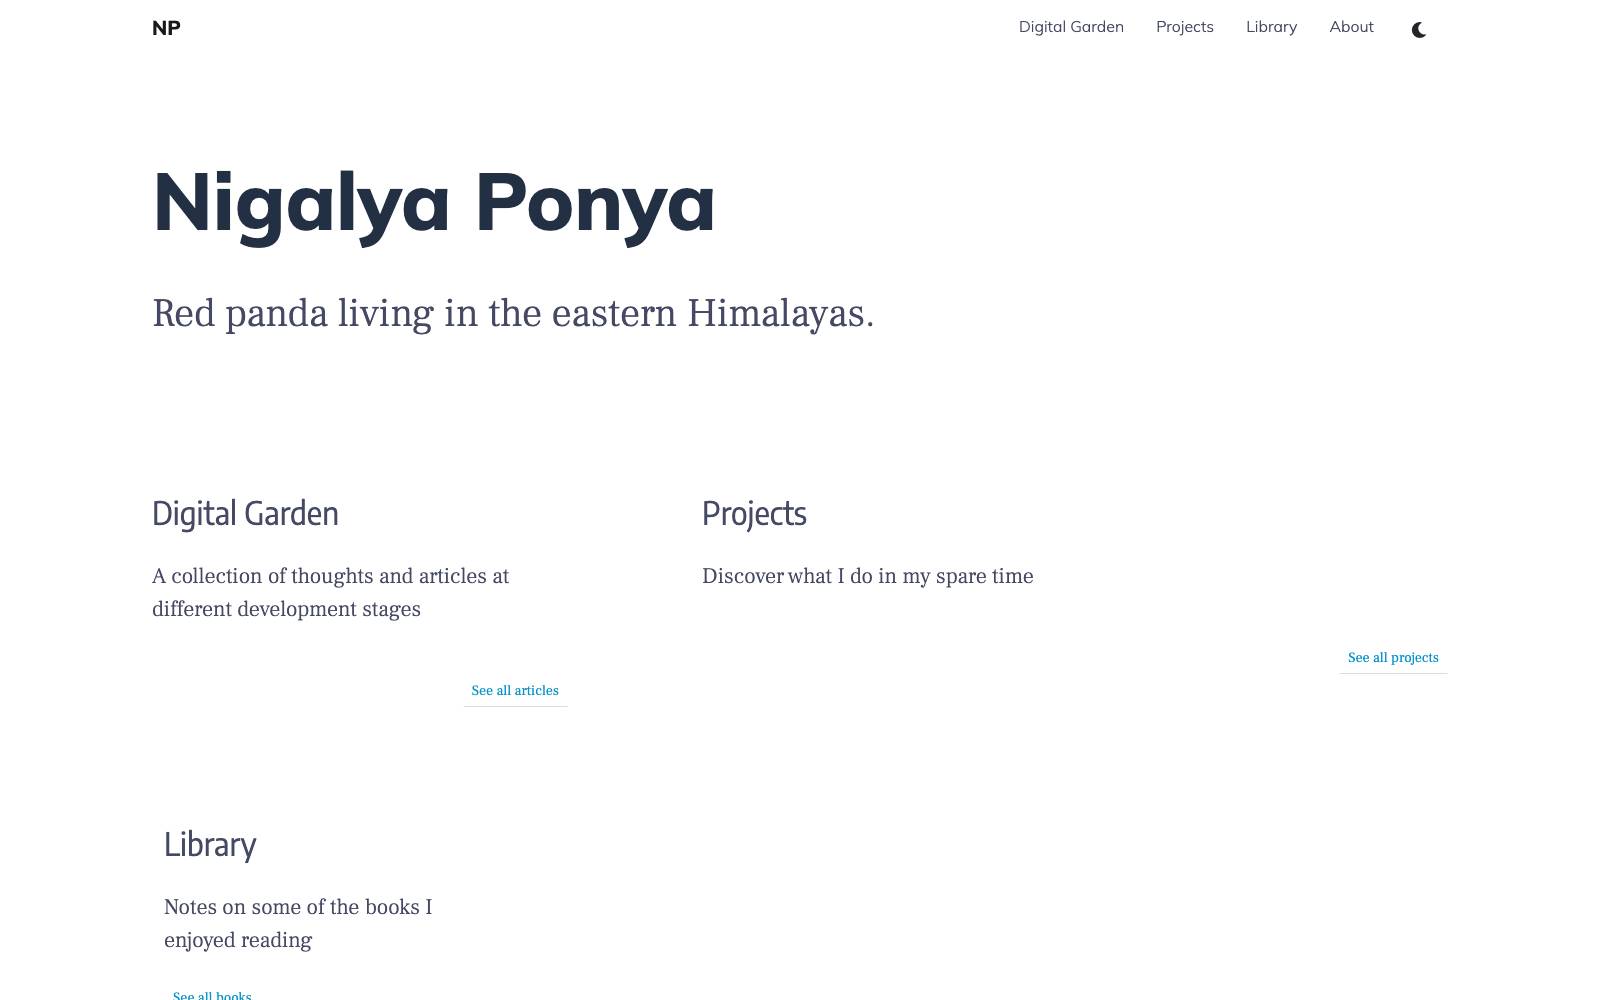 NP
Digital Garden
Projects
Library
About
Nigalya Ponya
Red panda living in the eastern Himalayas.
Digital Garden
A collection of thoughts and articles at
different development stages
See all articles
Projects
Discover what I do in my spare time
See all projects
Library
Notes on some of the books I
enjoyed reading
See all books